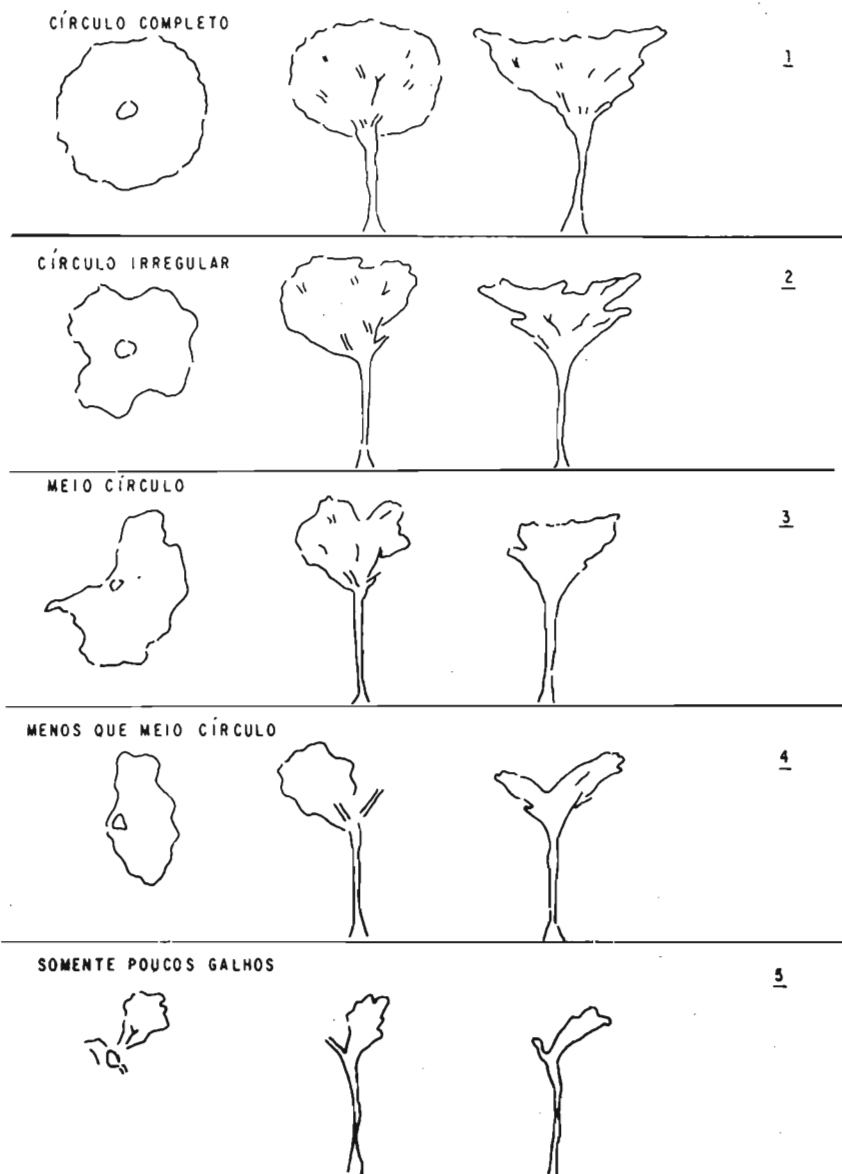 CÍRCULO COMPLETO
1
CÍRCULO IRREGULAR
2
MEIO CÍRCULO
3
MENOS QUE MEIO CÍRCULO
4
SOMENTE POUCOS GALHOS
5